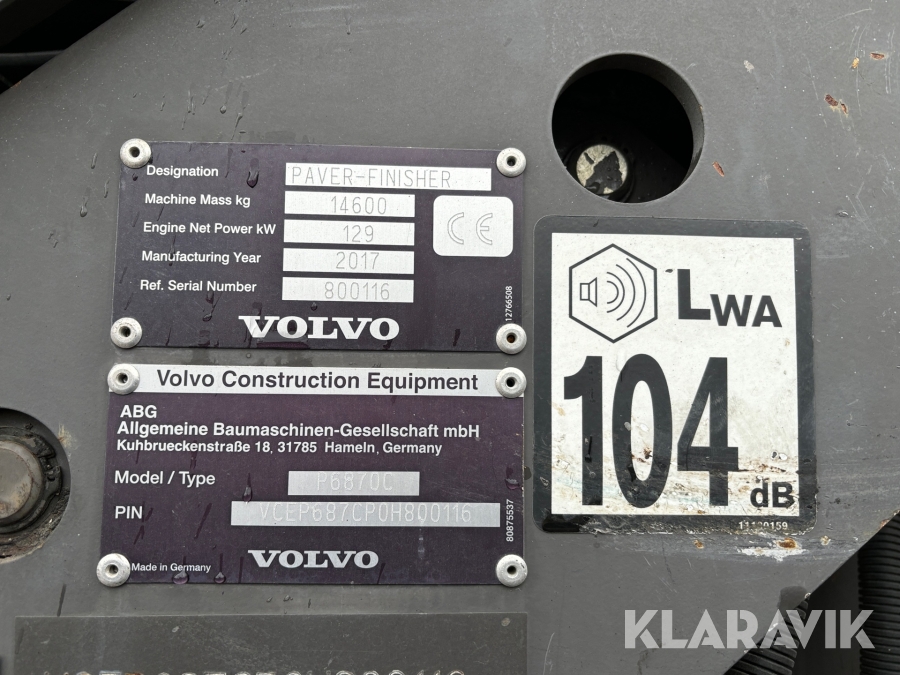 Designation PAVER-FINISHER
Machine Mass kg 14600
Engine Net Power kW 129
Manufacturing Year 2017
Ref. Serial Number 800116
CE
VOLVO
12766508
Volvo Construction Equipment
ABG
Allgemeine Baumaschinen-Gesellschaft mbH
Kuhbrueckenstraße 18, 31785 Hameln, Germany
Model / Type P6870C
PIN VCEP687CP0H800116
Made in Germany VOLVO
80875537
LWA
104
dB
KLARAVIK